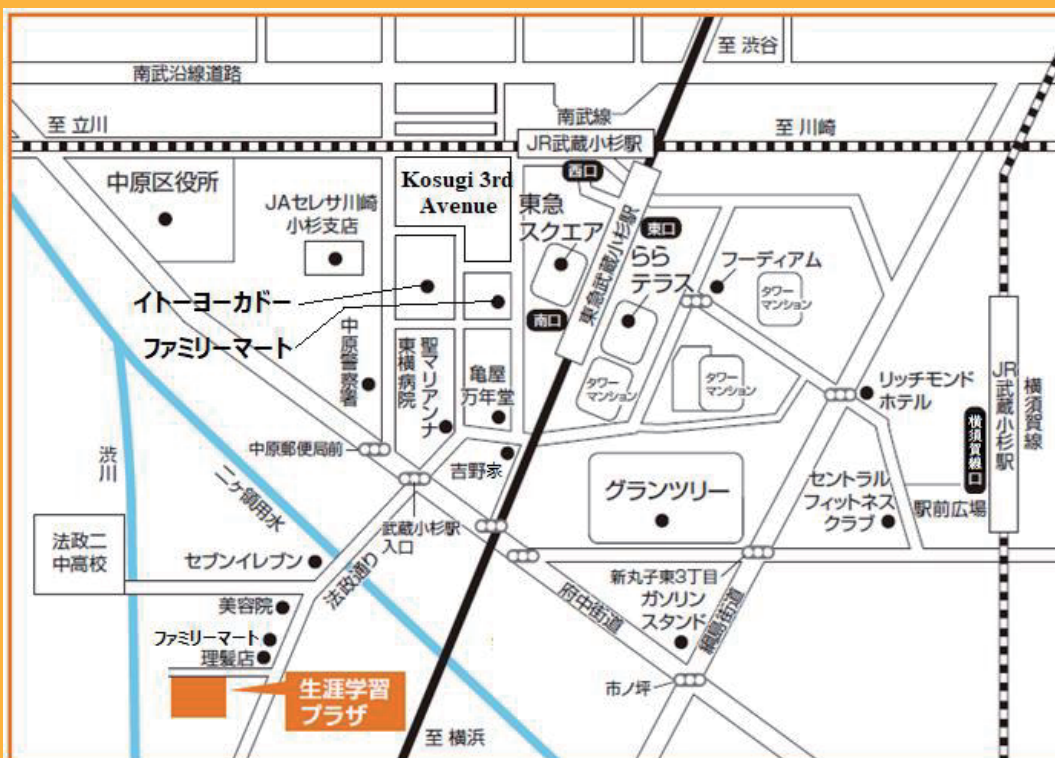 至 渋谷
南武沿線道路
南武線
至 立川
JR武蔵小杉駅
至 川崎
西口
中原区役所
Kosugi 3rd
Avenue
JAセレサ川崎
小杉支店
東急
スクエア
東急武蔵小杉駅
東口
らら
テラス
フーディアム
タワー
マンション
イトーヨーカドー
南口
ファミリーマート
中原警察署
聖マリアンナ
東横病院
亀屋
万年堂
タワー
マンション
タワー
マンション
リッチモンド
ホテル
JR武蔵小杉駅
横須賀線
横須賀線口
中原郵便局前
吉野家
渋川
二ヶ領用水
グランツリー
セントラル
フィットネス
クラブ
駅前広場
武蔵小杉駅
入口
法政二
中高校
セブンイレブン
法政通り
新丸子東3丁目
府中街道
ガソリン
スタンド
綱島街道
美容院
ファミリーマート
理髪店
生涯学習
プラザ
市ノ坪
至 横浜